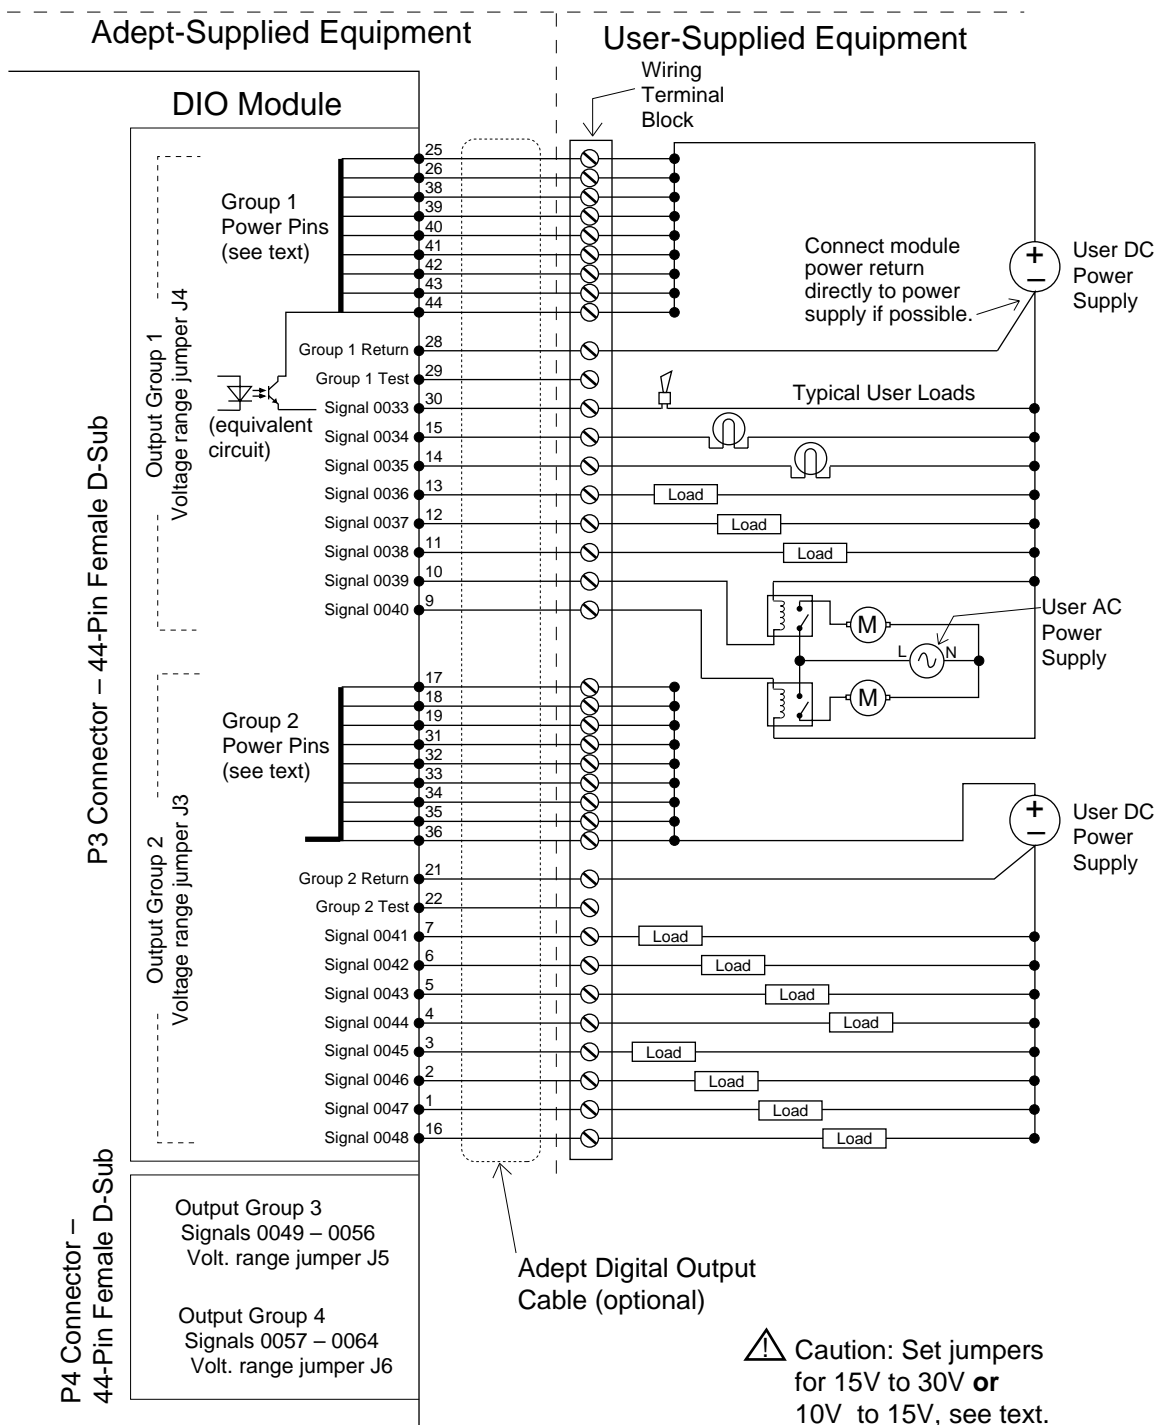 Adept-Supplied Equipment
User-Supplied Equipment
Wiring
Terminal
Block
DIO Module
P3 Connector – 44-Pin Female D-Sub
Output Group 1
Voltage range jumper J4
Group 1
Power Pins
(see text)
25
26
38
39
40
41
42
43
44
Connect module
power return
directly to power
supply if possible.
+
–
User DC
Power
Supply
Group 1 Return 28
Group 1 Test 29
Typical User Loads
(equivalent
circuit)
Signal 0033 30
Signal 0034 15
Signal 0035 14
Signal 0036 13 Load
Signal 0037 12 Load
Signal 0038 11 Load
Signal 0039 10
Signal 0040 9
M
L N
M
User AC
Power
Supply
Output Group 2
Voltage range jumper J3
Group 2
Power Pins
(see text)
17
18
19
31
32
33
34
35
36
+
–
User DC
Power
Supply
Group 2 Return 21
Group 2 Test 22
Signal 0041 7 Load
Signal 0042 6 Load
Signal 0043 5 Load
Signal 0044 4 Load
Signal 0045 3 Load
Signal 0046 2 Load
Signal 0047 1 Load
Signal 0048 16 Load
P4 Connector –
44-Pin Female D-Sub
Output Group 3
Signals 0049 – 0056
Volt. range jumper J5
Output Group 4
Signals 0057 – 0064
Volt. range jumper J6
Adept Digital Output
Cable (optional)
! Caution: Set jumpers
for 15V to 30V or
10V to 15V, see text.